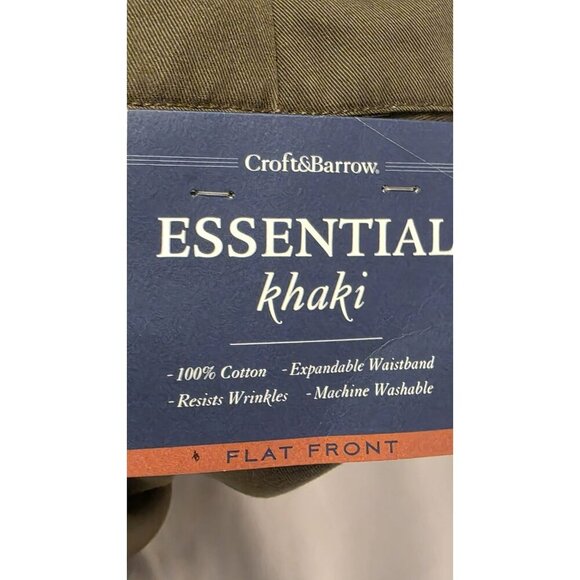 Croft&Barrow®
ESSENTIAL
khaki
- 100% Cotton - Expandable Waistband
- Resists Wrinkles - Machine Washable
FLAT FRONT